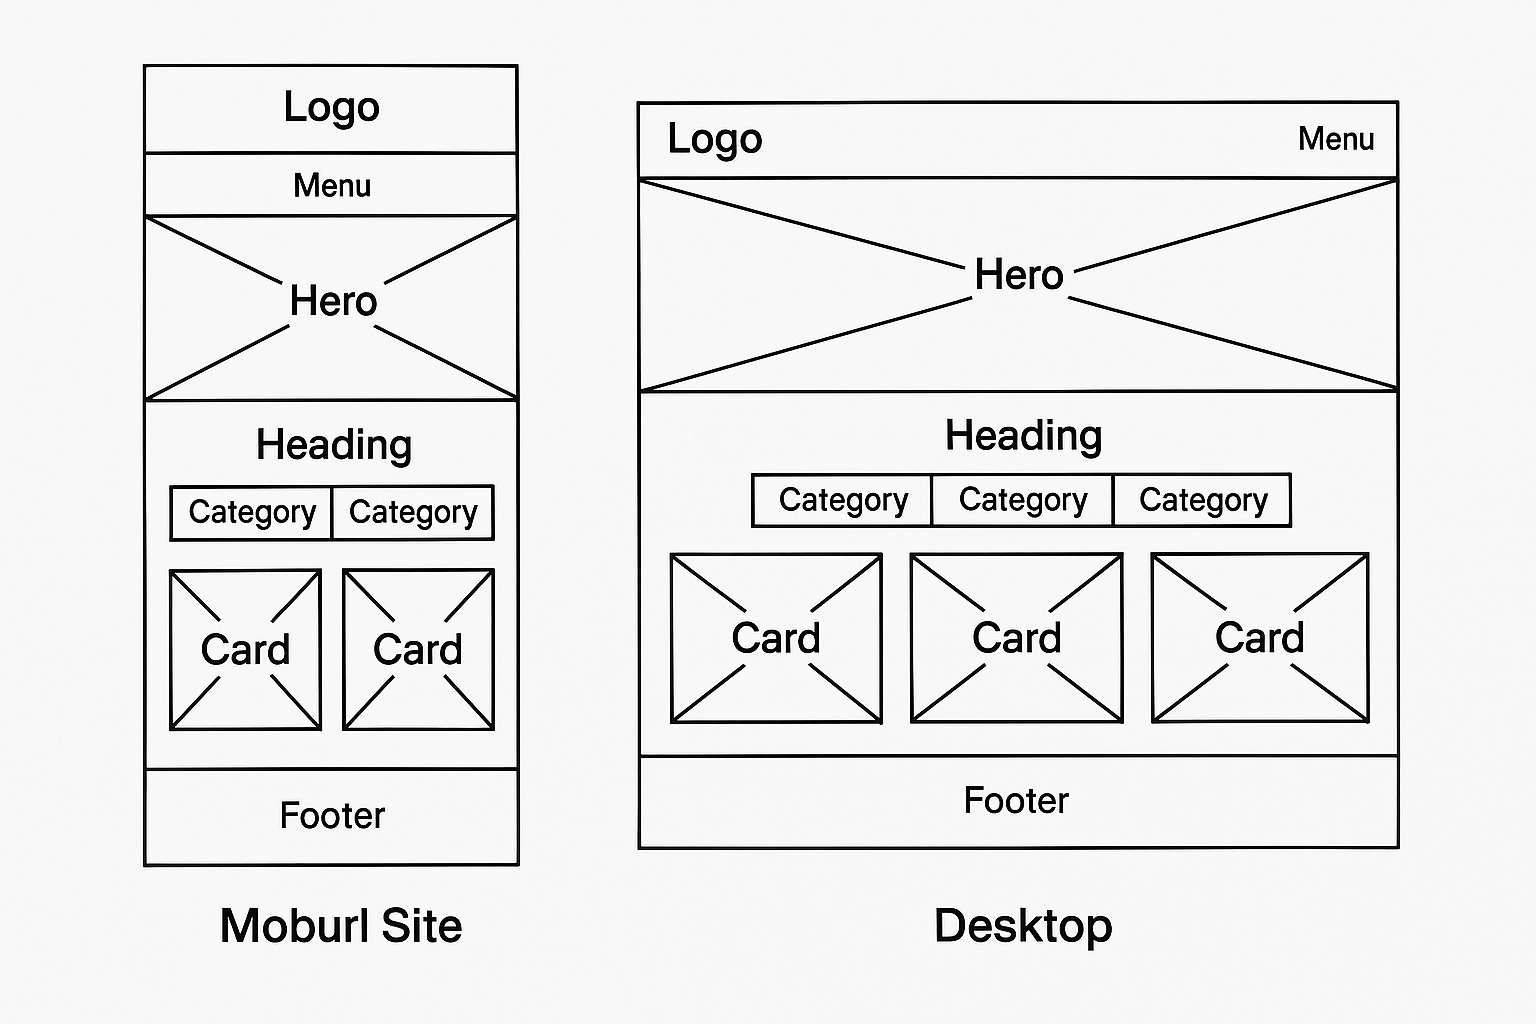 Logo
Menu
Hero
Heading
Category Category
Card Card
Footer
Moburl Site
Logo Menu
Hero
Heading
Category Category Category
Card Card Card
Footer
Desktop